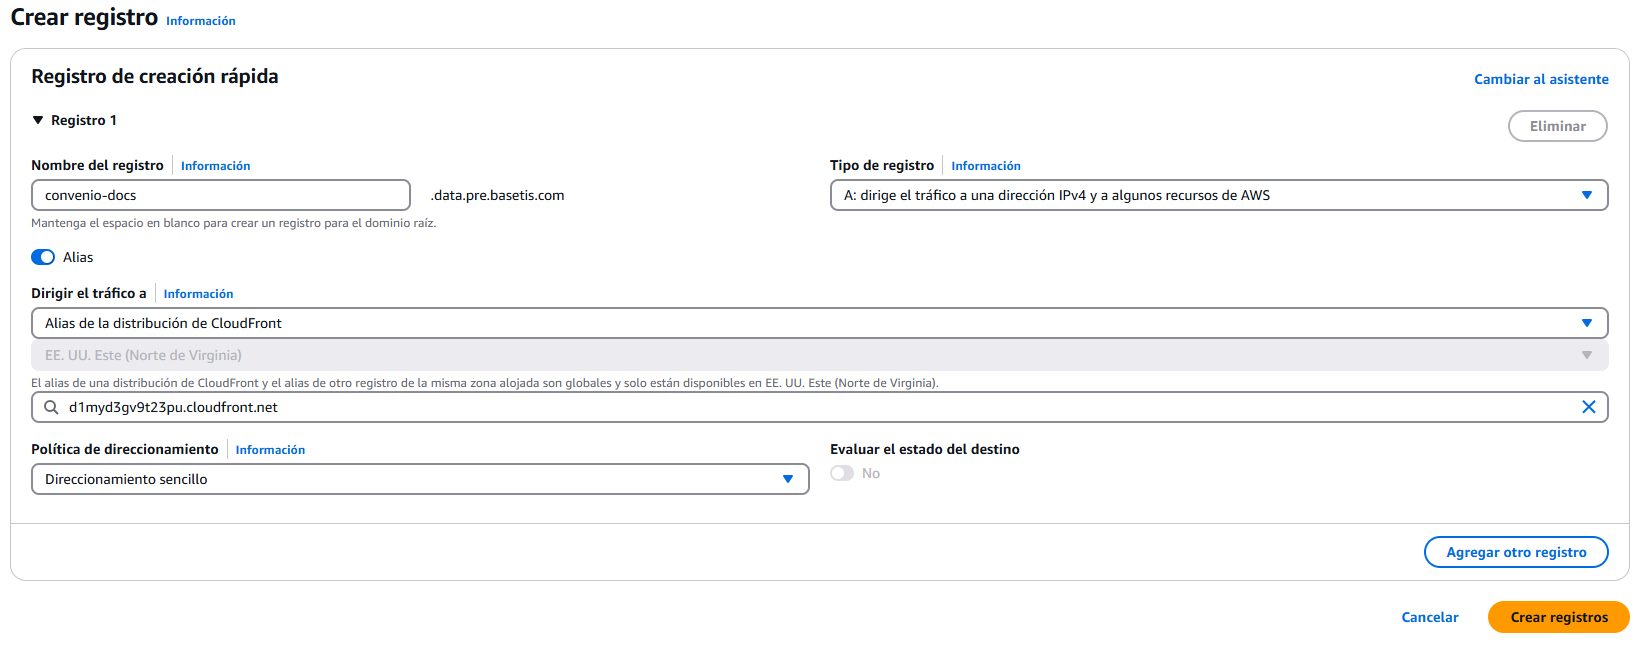 Crear registro Información
Registro de creación rápida
Cambiar al asistente
Registro 1
Eliminar
Nombre del registro Información
Tipo de registro Información
convenio-docs .data.pre.basetis.com
A: dirige el tráfico a una dirección IPv4 y a algunos recursos de AWS
Mantenga el espacio en blanco para crear un registro para el dominio raíz.
Alias
Dirigir el tráfico a Información
Alias de la distribución de CloudFront
EE. UU. Este (Norte de Virginia)
El alias de una distribución de CloudFront y el alias de otro registro de la misma zona alojada son globales y solo están disponibles en EE. UU. Este (Norte de Virginia).
d1myd3gv9t23pu.cloudfront.net
Política de direccionamiento Información
Evaluar el estado del destino
Direccionamiento sencillo
No
Agregar otro registro
Cancelar
Crear registros